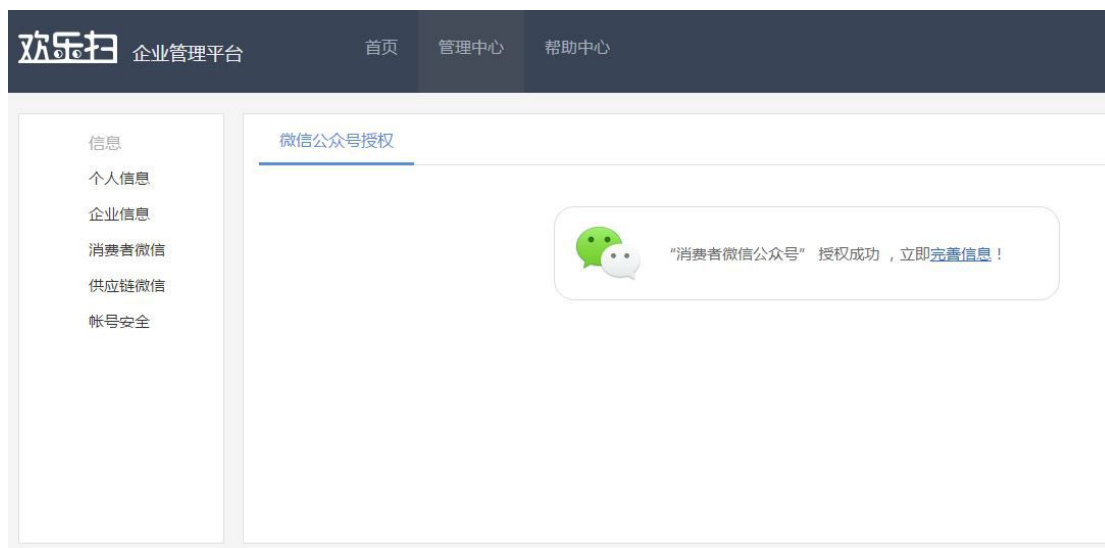 欢乐扫 企业管理平台 首页 管理中心 帮助中心
信息
个人信息
企业信息
消费者微信
供应链微信
帐号安全
微信公众号授权
“消费者微信公众号” 授权成功 ，立即完善信息！